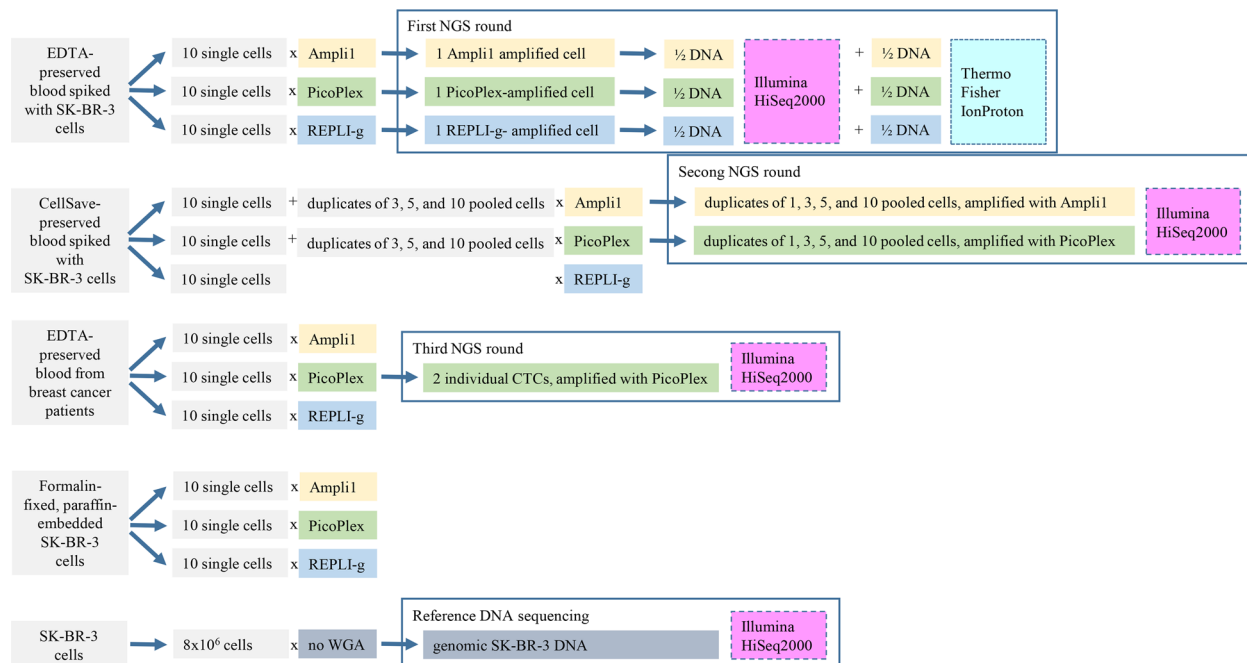 First NGS round
EDTA-
preserved
blood spiked
with SK-BR-3
cells
10 single cells x Ampli1 1 Ampli1 amplified cell ½ DNA + ½ DNA
10 single cells x PicoPlex 1 PicoPlex-amplified cell ½ DNA + ½ DNA
10 single cells x REPLI-g 1 REPLI-g- amplified cell ½ DNA + ½ DNA
Illumina
HiSeq2000
Thermo
Fisher
IonProton
Secong NGS round
CellSave-
preserved
blood spiked
with
SK-BR-3 cells
10 single cells + duplicates of 3, 5, and 10 pooled cells x Ampli1 duplicates of 1, 3, 5, and 10 pooled cells, amplified with Ampli1
10 single cells + duplicates of 3, 5, and 10 pooled cells x PicoPlex duplicates of 1, 3, 5, and 10 pooled cells, amplified with PicoPlex
10 single cells x REPLI-g
Illumina
HiSeq2000
EDTA-
preserved
blood from
breast cancer
patients
10 single cells x Ampli1
10 single cells x PicoPlex
10 single cells x REPLI-g
Third NGS round
2 individual CTCs, amplified with PicoPlex
Illumina
HiSeq2000
Formalin-
fixed, paraffin-
embedded
SK-BR-3
cells
10 single cells x Ampli1
10 single cells x PicoPlex
10 single cells x REPLI-g
SK-BR-3
cells
8x10⁶ cells x no WGA
Reference DNA sequencing
genomic SK-BR-3 DNA
Illumina
HiSeq2000